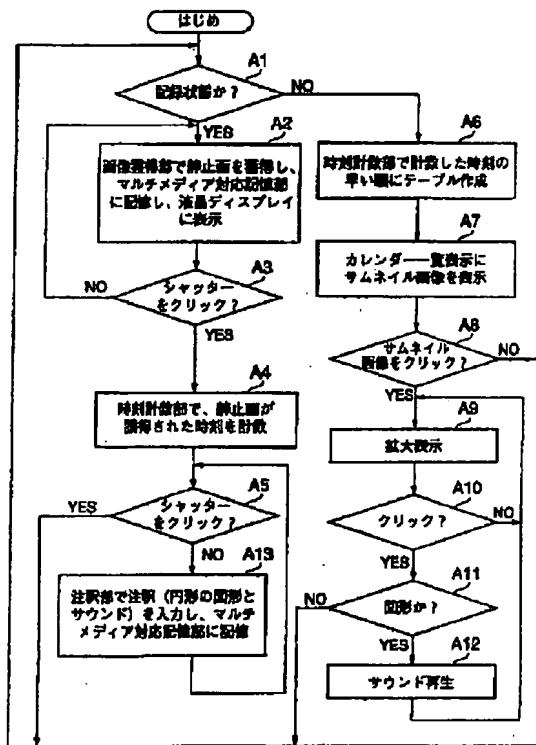 はじめ
A1
記録状態か？
NO
YES
A2
画像獲得部で静止画を獲得し、
マルチメディア対応記憶部
に記憶し、液晶ディスプレイ
に表示
A3
シャッター
をクリック？
NO
YES
A4
時刻計数部で、静止画が
獲得された時刻を計数
A5
シャッター
をクリック？
YES
NO
A13
注釈部で注釈（円形の図形と
サウンド）を入力し、マルチ
メディア対応記憶部に記憶
A6
時刻計数部で計数した時刻の
早い順にテーブル作成
A7
カレンダー一覧表示に
サムネイル画像を表示
A8
サムネイル
画像をクリック？
NO
YES
A9
拡大表示
A10
クリック？
NO
YES
A11
図形か？
NO
YES
A12
サウンド再生